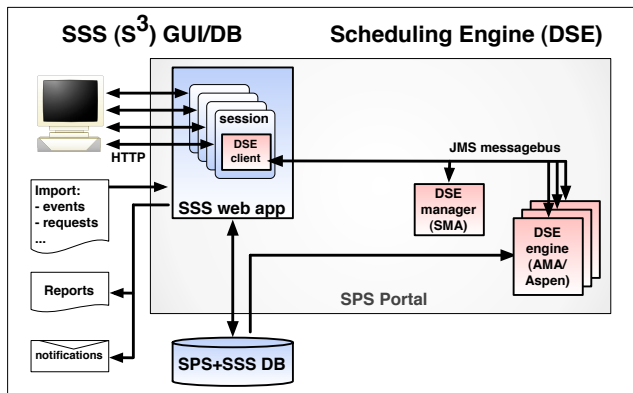 SSS (S3) GUI/DB
Scheduling Engine (DSE)
session
DSE
client
HTTP
JMS messagebus
Import:
- events
- requests
...
SSS web app
DSE
manager
(SMA)
DSE
engine
(AMA/
Aspen)
Reports
SPS Portal
notifications
SPS+SSS DB